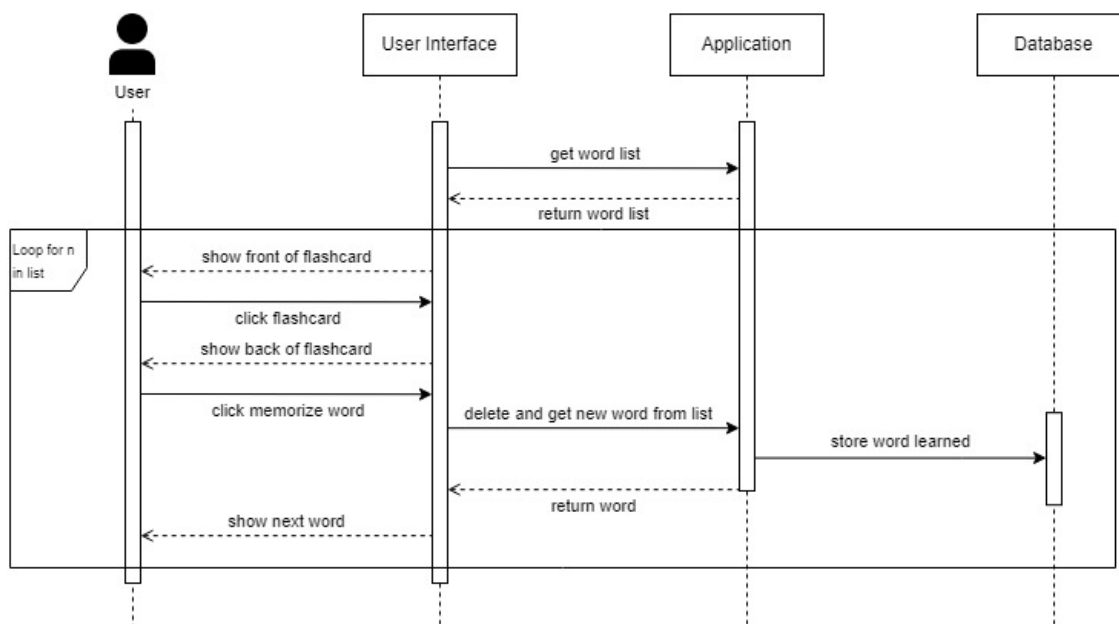 User Interface
Application
Database
User
get word list
return word list
Loop for n
in list
show front of flashcard
click flashcard
show back of flashcard
click memorize word
delete and get new word from list
store word learned
return word
show next word